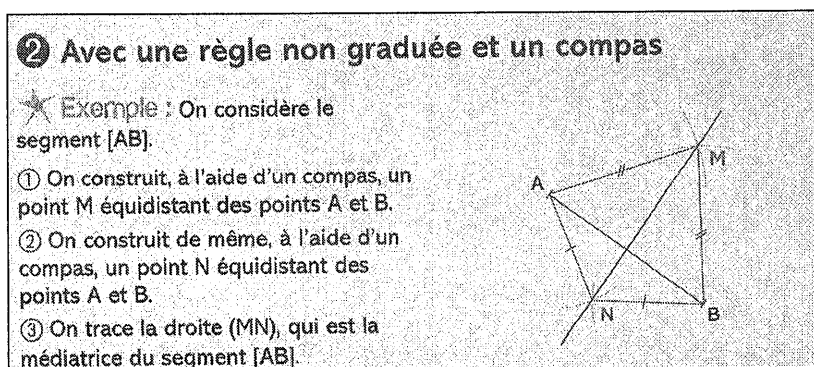 2 Avec une règle non graduée et un compas
Exemple : On considère le
segment [AB].
① On construit, à l'aide d'un compas, un
point M équidistant des points A et B.
② On construit de même, à l'aide d'un
compas, un point N équidistant des
points A et B.
③ On trace la droite (MN), qui est la
médiatrice du segment [AB].
A
M
N
B